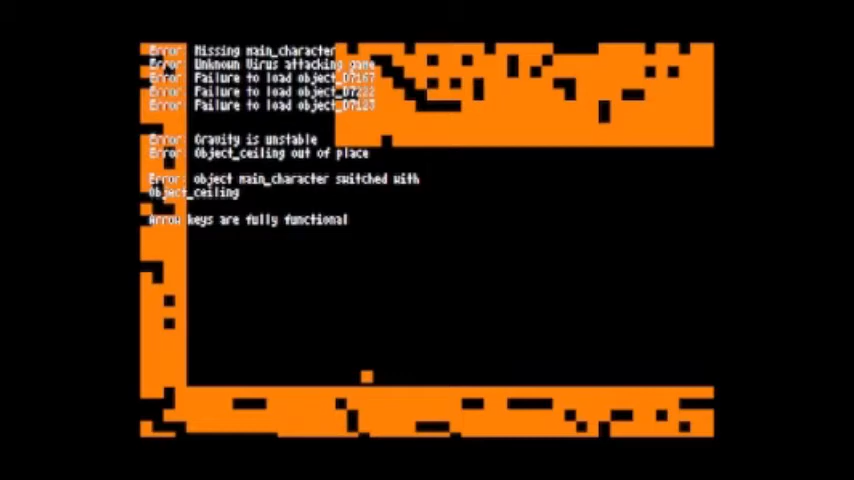 Error: Missing main_character
Error: Unknown Virus attacking game
Error: Failure to load object_D7167
Error: Failure to load object_D7222
Error: Failure to load object_D7123
Error: Gravity is unstable
Error: Object_ceiling out of place
Error: object main_character switched with
Object_ceiling
Arrow keys are fully functional